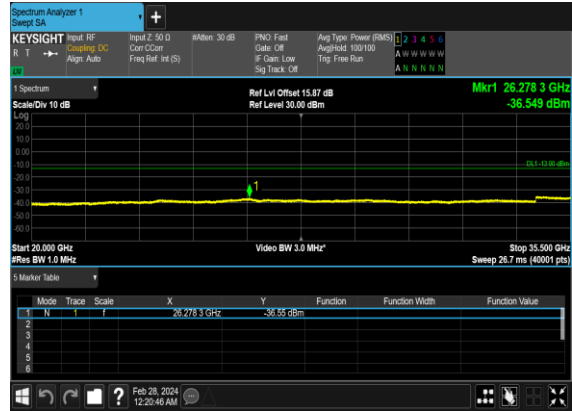 Spectrum Analyzer 1
Swept SA
+
KEYSIGHT Input: RF Input Z: 50 Ω #Atten: 30 dB PNO: Fast Avg Type: Power (RMS) 1 2 3 4 5 6
R T Coupling: DC Corr CCorr Gate: Off Avg|Hold: 100/100 A W W W W W
Align: Auto Freq Ref: Int (S) IF Gain: Low Trig: Free Run
Sig Track: Off A N N N N N
1 Spectrum Ref Lvl Offset 15.87 dB Mkr1 26.278 3 GHz
Scale/Div 10 dB Ref Level 30.00 dBm -36.549 dBm
Log
20.0
10.0
0.00
-10.0 DL1 -13.00 dBm
-20.0
-30.0 1
-40.0
-50.0
-60.0
Start 20.000 GHz Video BW 3.0 MHz* Stop 35.500 GHz
#Res BW 1.0 MHz Sweep 26.7 ms (40001 pts)
5 Marker Table
Mode Trace Scale X Y Function Function Width Function Value
1 N 1 f 26.278 3 GHz -36.55 dBm
2
3
4
5
6
? Feb 28, 2024
12:20:46 AM